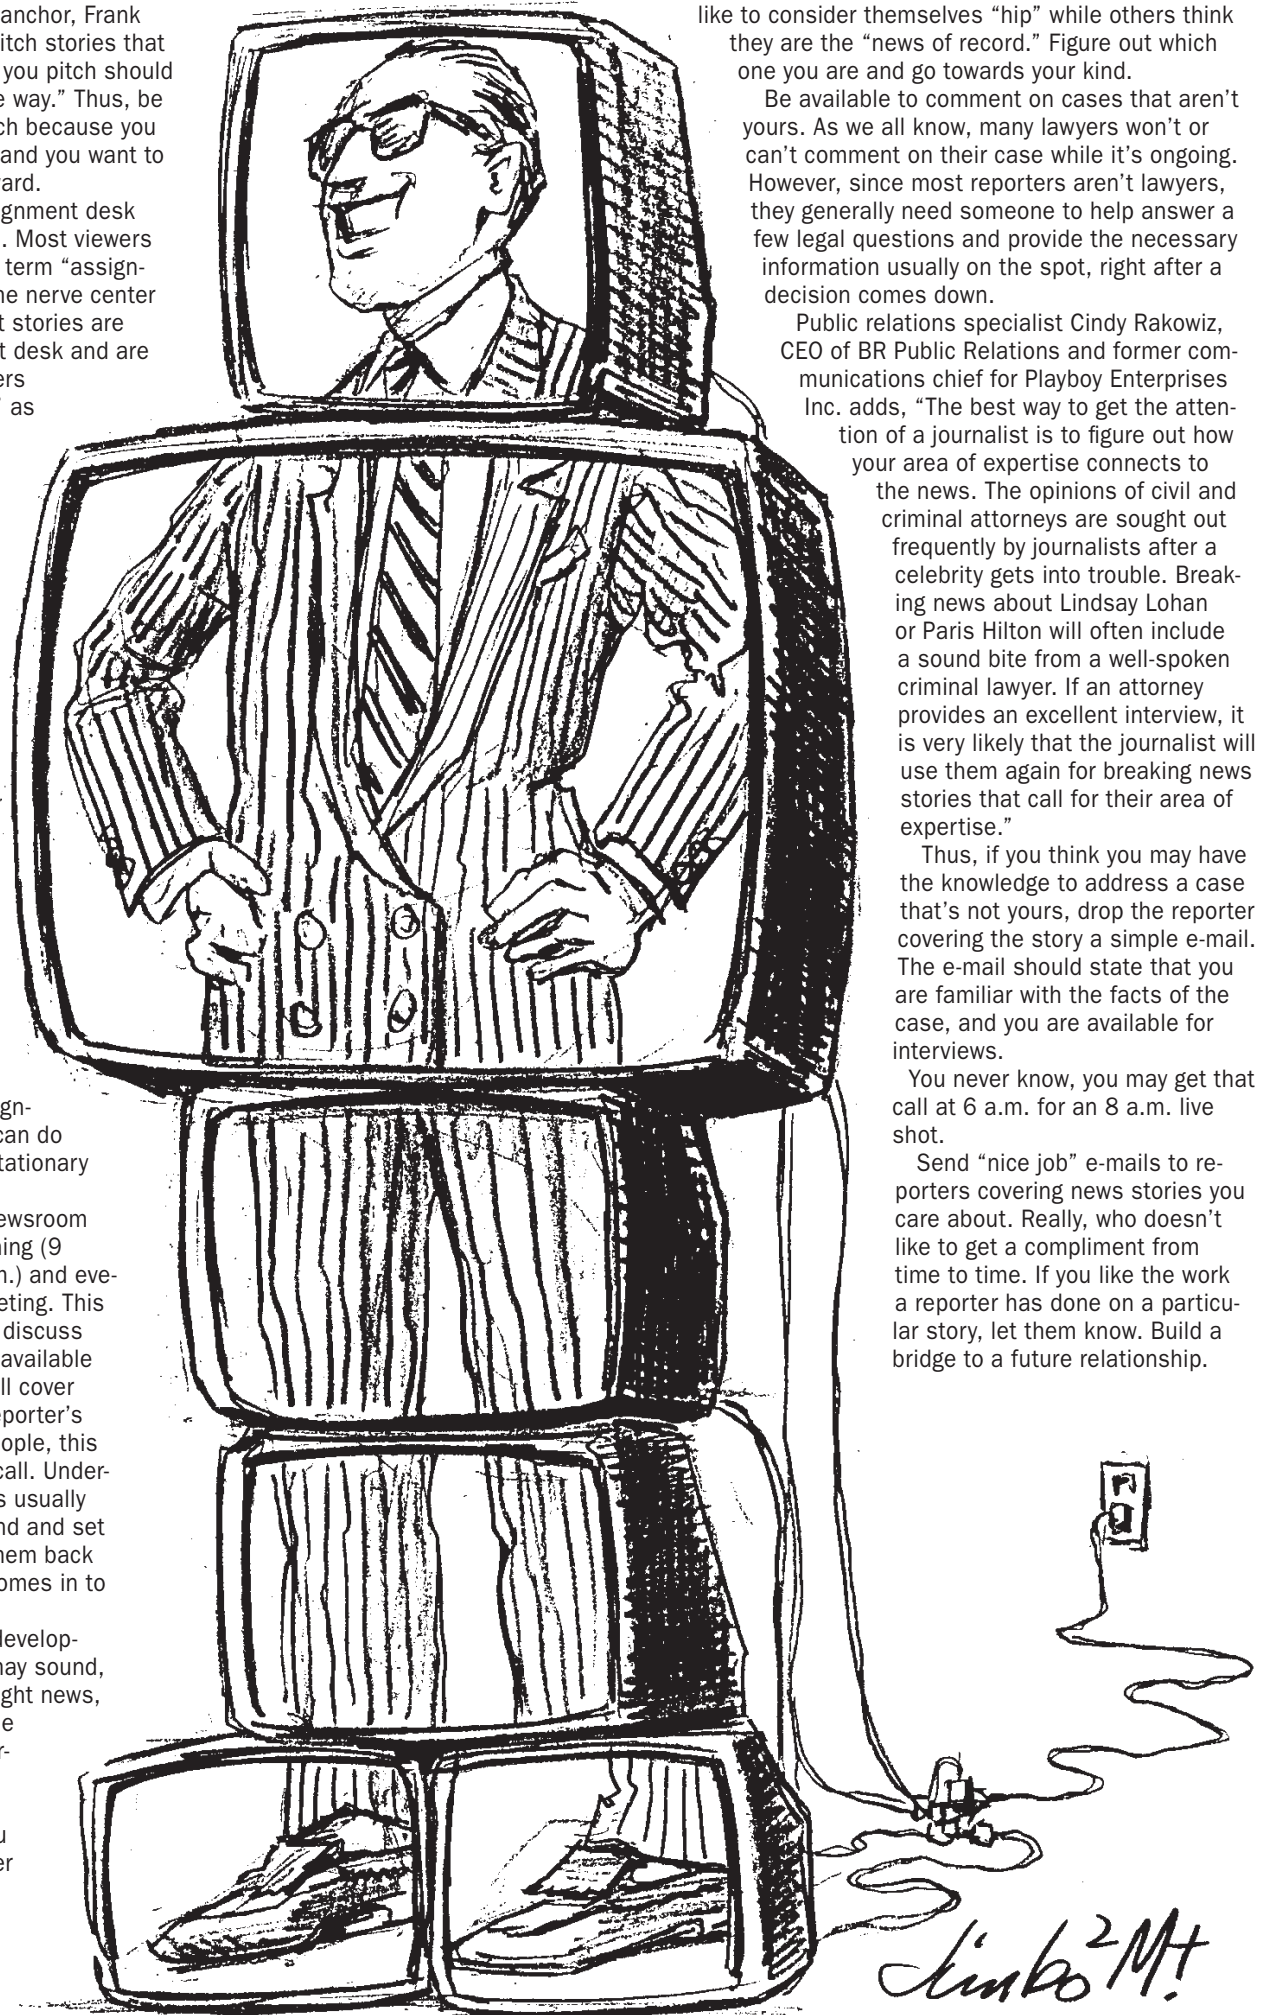 anchor, Frank
itch stories that
you pitch should
e way.” Thus, be
ch because you
and you want to
ard.
gnment desk
. Most viewers
term “assign-
ne nerve center
t stories are
t desk and are
ers
” as
gn-
can do
tationary
ewsroom
ning (9
m.) and eve-
eting. This
discuss
available
ll cover
eporter’s
ople, this
call. Under-
s usually
nd and set
hem back
omes in to
develop-
may sound,
ght news,
e
r-
u
er
like to consider themselves “hip” while others think
they are the “news of record.” Figure out which
one you are and go towards your kind.
Be available to comment on cases that aren’t
yours. As we all know, many lawyers won’t or
can’t comment on their case while it’s ongoing.
However, since most reporters aren’t lawyers,
they generally need someone to help answer a
few legal questions and provide the necessary
information usually on the spot, right after a
decision comes down.
Public relations specialist Cindy Rakowiz,
CEO of BR Public Relations and former com-
munications chief for Playboy Enterprises
Inc. adds, “The best way to get the atten-
tion of a journalist is to figure out how
your area of expertise connects to
the news. The opinions of civil and
criminal attorneys are sought out
frequently by journalists after a
celebrity gets into trouble. Break-
ing news about Lindsay Lohan
or Paris Hilton will often include
a sound bite from a well-spoken
criminal lawyer. If an attorney
provides an excellent interview, it
is very likely that the journalist will
use them again for breaking news
stories that call for their area of
expertise.”
Thus, if you think you may have
the knowledge to address a case
that’s not yours, drop the reporter
covering the story a simple e-mail.
The e-mail should state that you
are familiar with the facts of the
case, and you are available for
interviews.
You never know, you may get that
call at 6 a.m. for an 8 a.m. live
shot.
Send “nice job” e-mails to re-
porters covering news stories you
care about. Really, who doesn’t
like to get a compliment from
time to time. If you like the work
a reporter has done on a particu-
lar story, let them know. Build a
bridge to a future relationship.